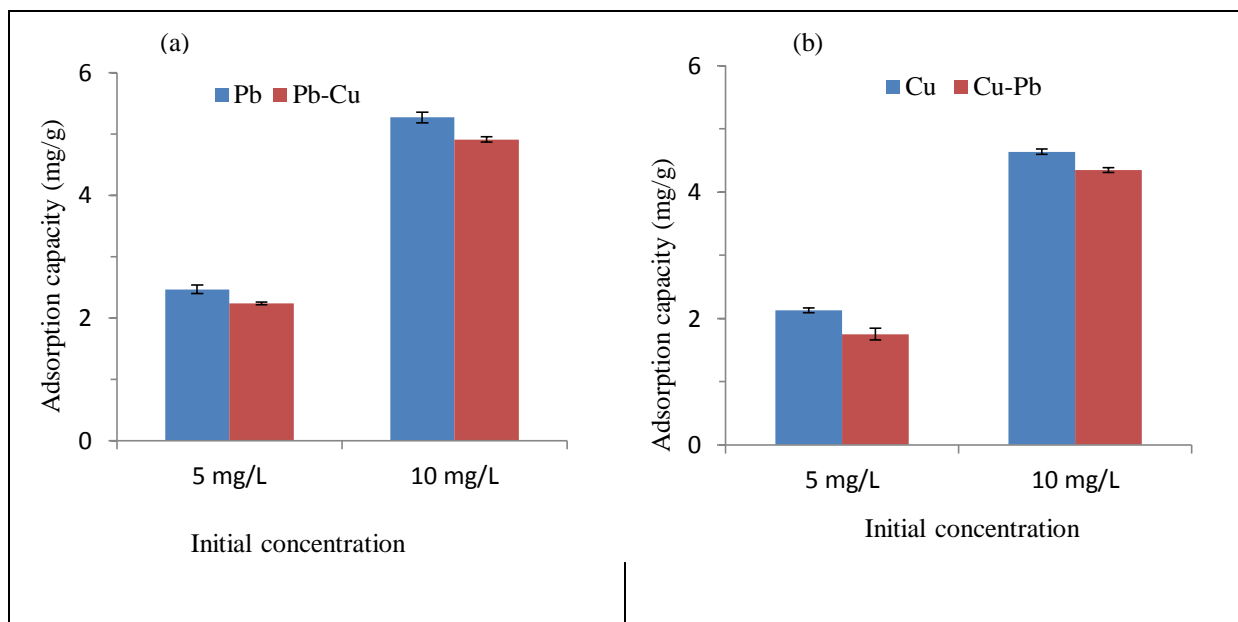 (a)
Pb Pb-Cu
Adsorption capacity (mg/g)
6
4
2
0
5 mg/L 10 mg/L
Initial concentration
(b)
Cu Cu-Pb
Adsorption capacity (mg/g)
6
4
2
0
5 mg/L 10 mg/L
Initial concentration